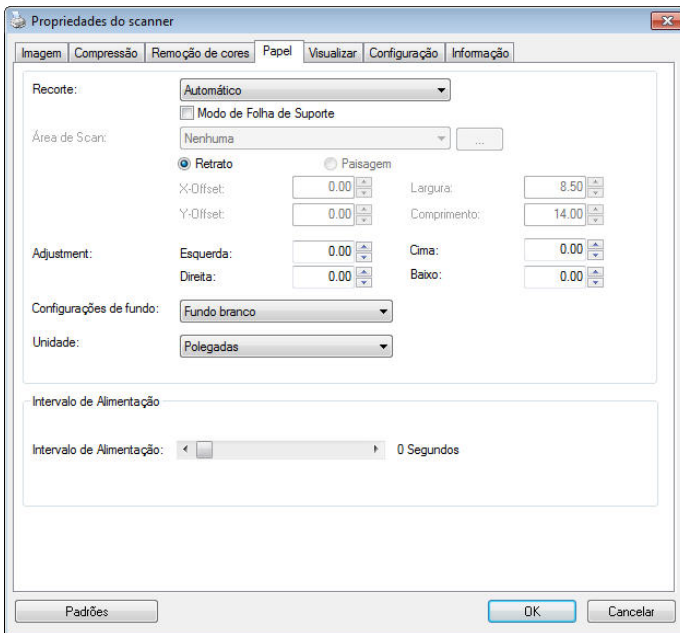 Propriedades do scanner
Imagem Compressão Remoção de cores Papel Visualizar Configuração Informação
Recorte: Automático
Modo de Folha de Suporte
Área de Scan: Nenhuma ...
Retrato Paisagem
X-Offset: 0.00 Largura: 8.50
Y-Offset: 0.00 Comprimento: 14.00
Adjustment: Esquerda: 0.00 Cima: 0.00
Direita: 0.00 Baixo: 0.00
Configurações de fundo: Fundo branco
Unidade: Polegadas
Intervalo de Alimentação
Intervalo de Alimentação: 0 Segundos
Padrões OK Cancelar